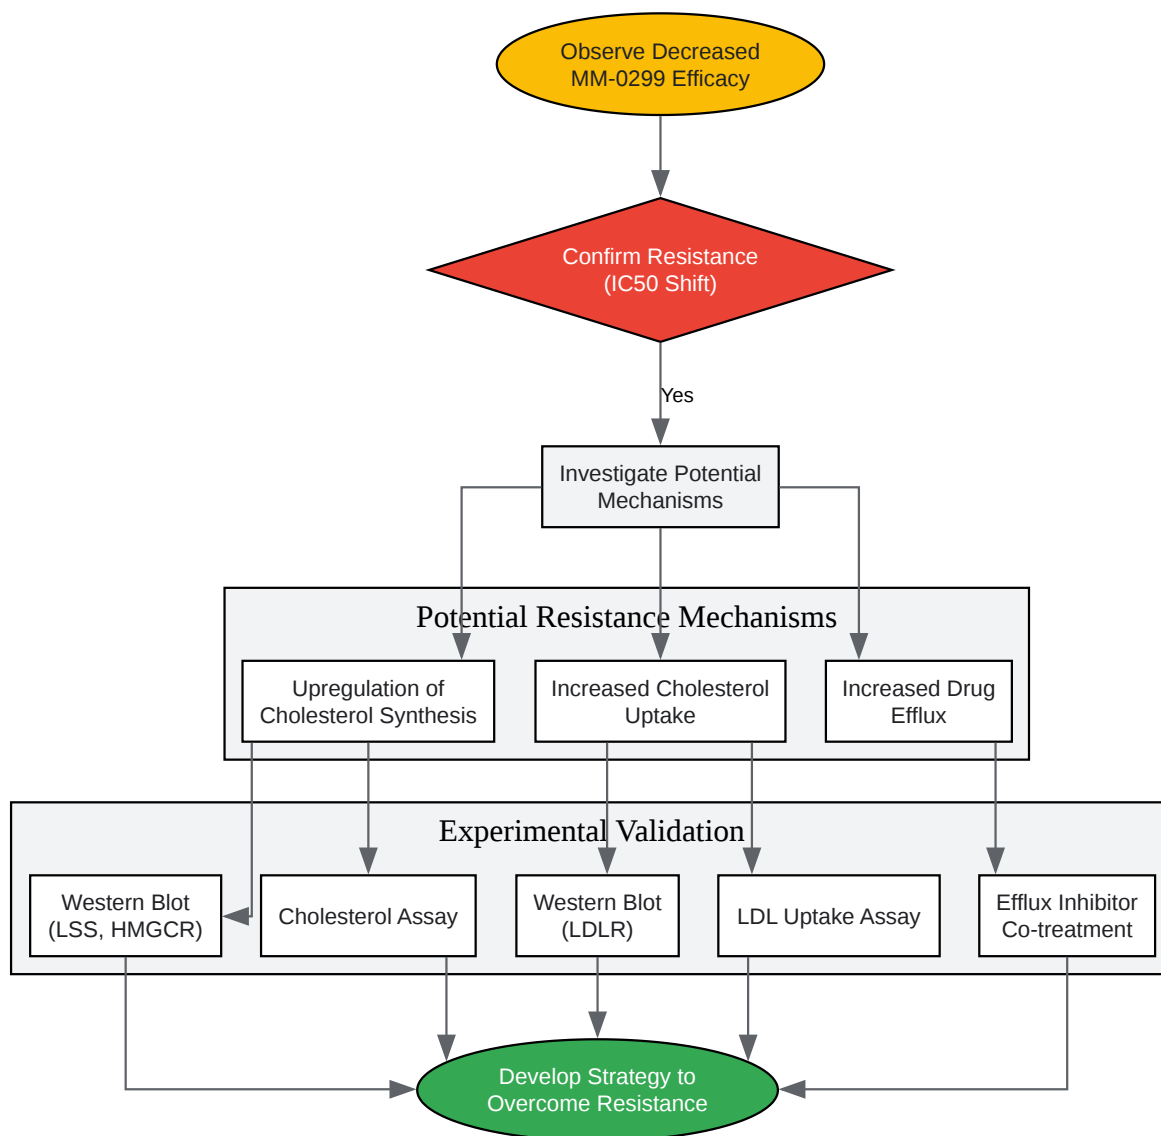 Observe Decreased
MM-0299 Efficacy
Confirm Resistance
(IC50 Shift)
Yes
Investigate Potential
Mechanisms
Potential Resistance Mechanisms
Upregulation of
Cholesterol Synthesis
Increased Cholesterol
Uptake
Increased Drug
Efflux
Experimental Validation
Western Blot
(LSS, HMGCR)
Cholesterol Assay
Western Blot
(LDLR)
LDL Uptake Assay
Efflux Inhibitor
Co-treatment
Develop Strategy to
Overcome Resistance